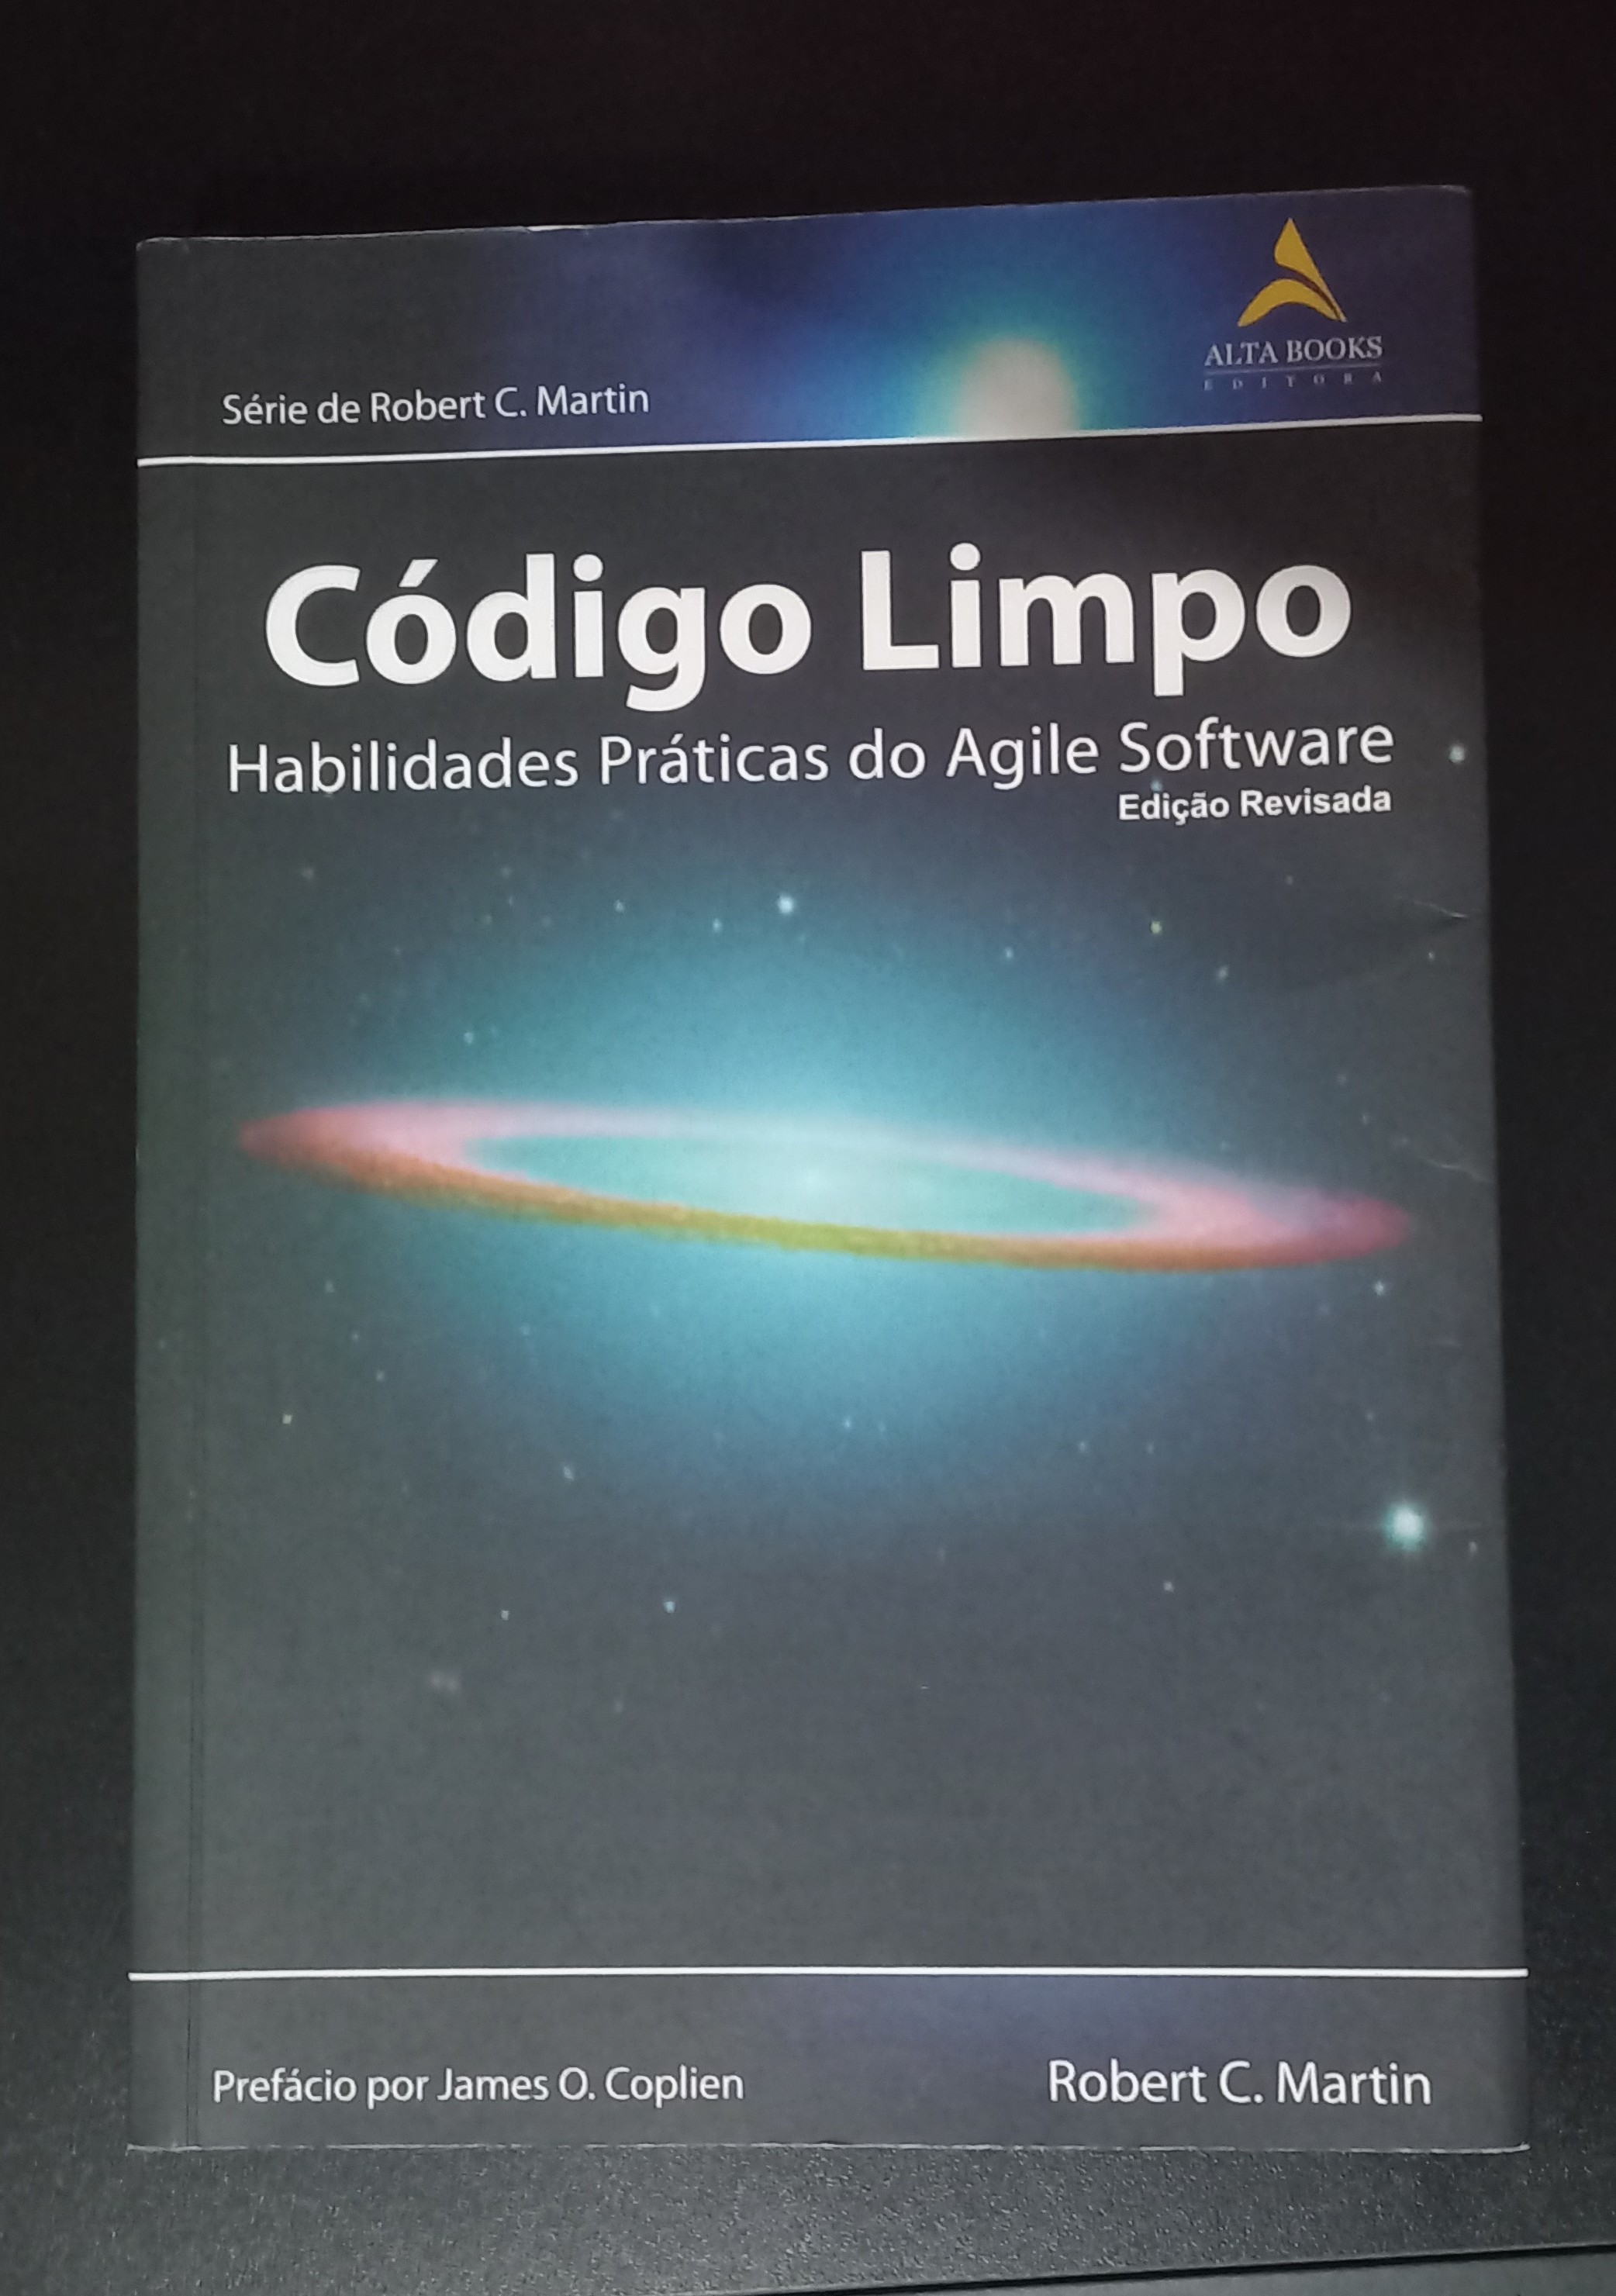 ALTA BOOKS
EDITORA
Série de Robert C. Martin
Código Limpo
Habilidades Práticas do Agile Software
Edição Revisada
Prefácio por James O. Coplien
Robert C. Martin